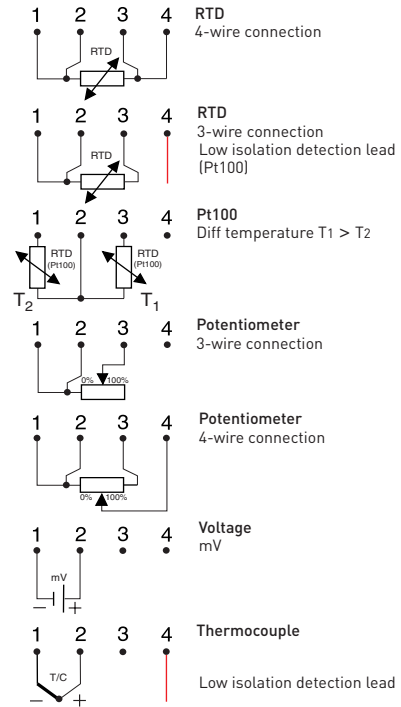 1 2 3 4 RTD
4-wire connection
RTD
1 2 3 4 RTD
3-wire connection
RTD Low isolation detection lead
(Pt100)
1 2 3 4 Pt100
Diff temperature T1 > T2
RTD RTD
(Pt100) (Pt100)
T2 T1
1 2 3 4 Potentiometer
3-wire connection
0% 100%
1 2 3 4 Potentiometer
4-wire connection
0% 100%
1 2 3 4 Voltage
mV
mV
− +
1 2 3 4 Thermocouple
T/C
Low isolation detection lead
− +